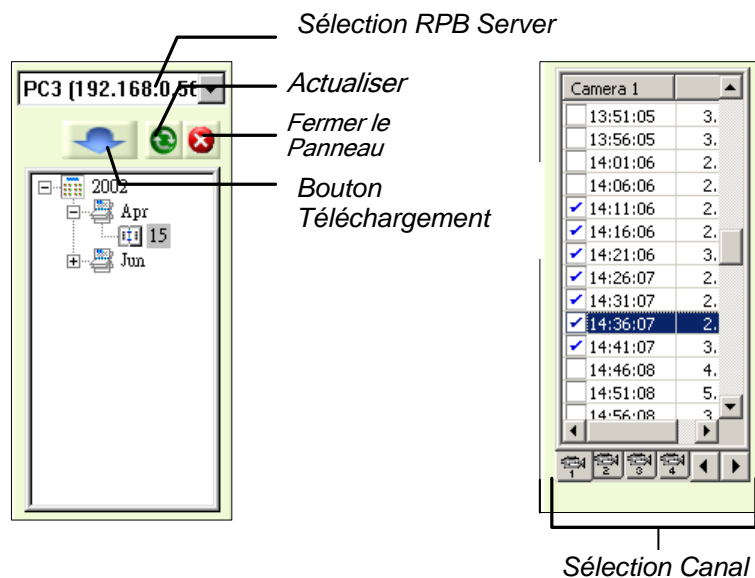 Sélection RPB Server
PC3 (192.168.0.5
Actualiser
Fermer le
Panneau
Bouton
Téléchargement
2002
Apr
15
Jun
Camera 1
13:51:05 3.
13:56:05 3.
14:01:06 2.
14:06:06 2.
14:11:06 2.
14:16:06 2.
14:21:06 3.
14:26:07 2.
14:31:07 2.
14:36:07 2.
14:41:07 3.
14:46:08 4.
14:51:08 5.
14:56:08 3
1 2 3 4
Sélection Canal